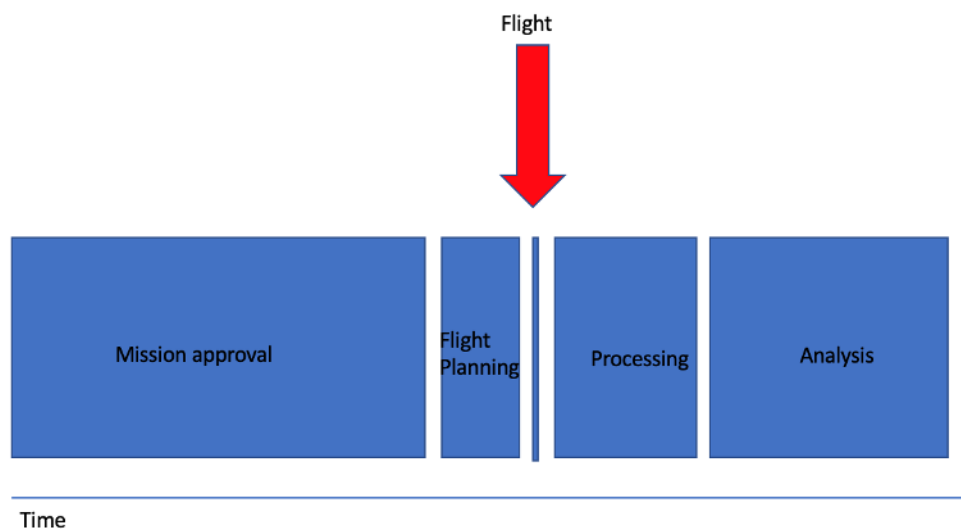 Flight
Mission approval
Flight
Planning
Processing
Analysis
Time